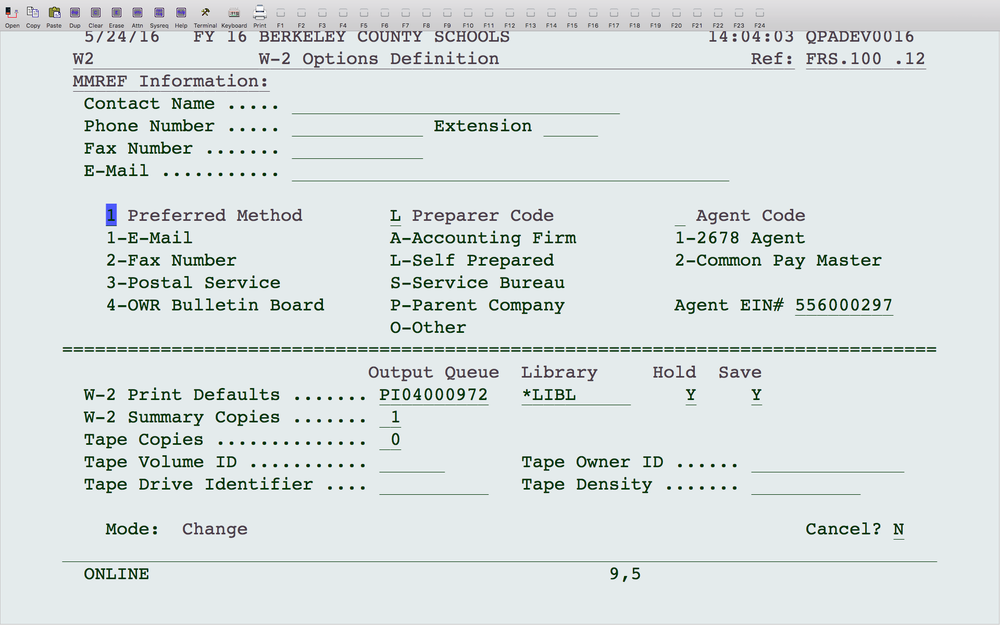 Open Copy Paste Dup Clear Erase Attn Sysreq Help Terminal Keyboard Print F1 F2 F3 F4 F5 F6 F7 F8 F9 F10 F11 F12 F13 F14 F15 F16 F17 F18 F19 F20 F21 F22 F23 F24
5/24/16 FY 16 BERKELEY COUNTY SCHOOLS 14:04:03 QPADEV0016
W2 W-2 Options Definition Ref: FRS.100 .12
MMREF Information:
Contact Name .....
Phone Number ..... Extension
Fax Number .......
E-Mail ...........
1 Preferred Method L Preparer Code _ Agent Code
1-E-Mail A-Accounting Firm 1-2678 Agent
2-Fax Number L-Self Prepared 2-Common Pay Master
3-Postal Service S-Service Bureau
4-OWR Bulletin Board P-Parent Company Agent EIN# 556000297
O-Other
================================================================================
Output Queue Library Hold Save
W-2 Print Defaults ....... PI04000972 *LIBL Y Y
W-2 Summary Copies ....... 1
Tape Copies .............. 0
Tape Volume ID ........... Tape Owner ID ......
Tape Drive Identifier .... Tape Density .......
Mode: Change Cancel? N
ONLINE 9,5